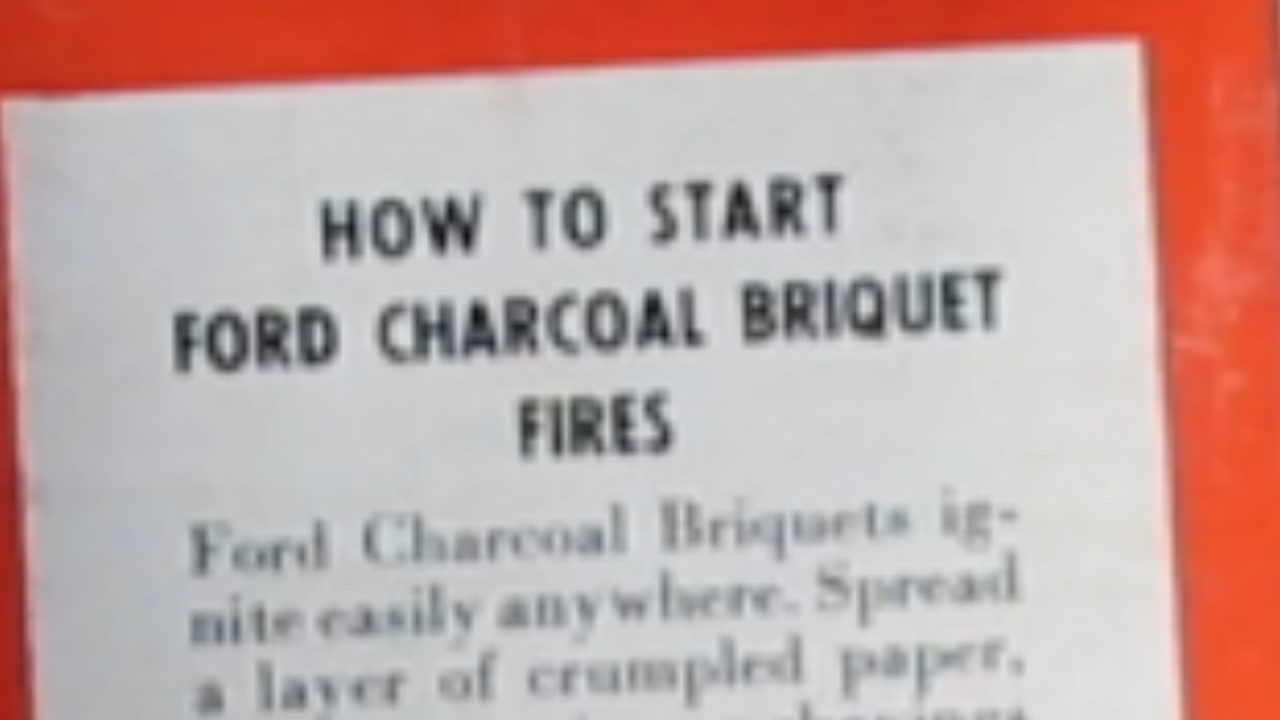 HOW TO START
FORD CHARCOAL BRIQUET
FIRES
Ford Charcoal Briquets ig-
nite easily anywhere. Spread
a layer of crumpled paper,
shavings